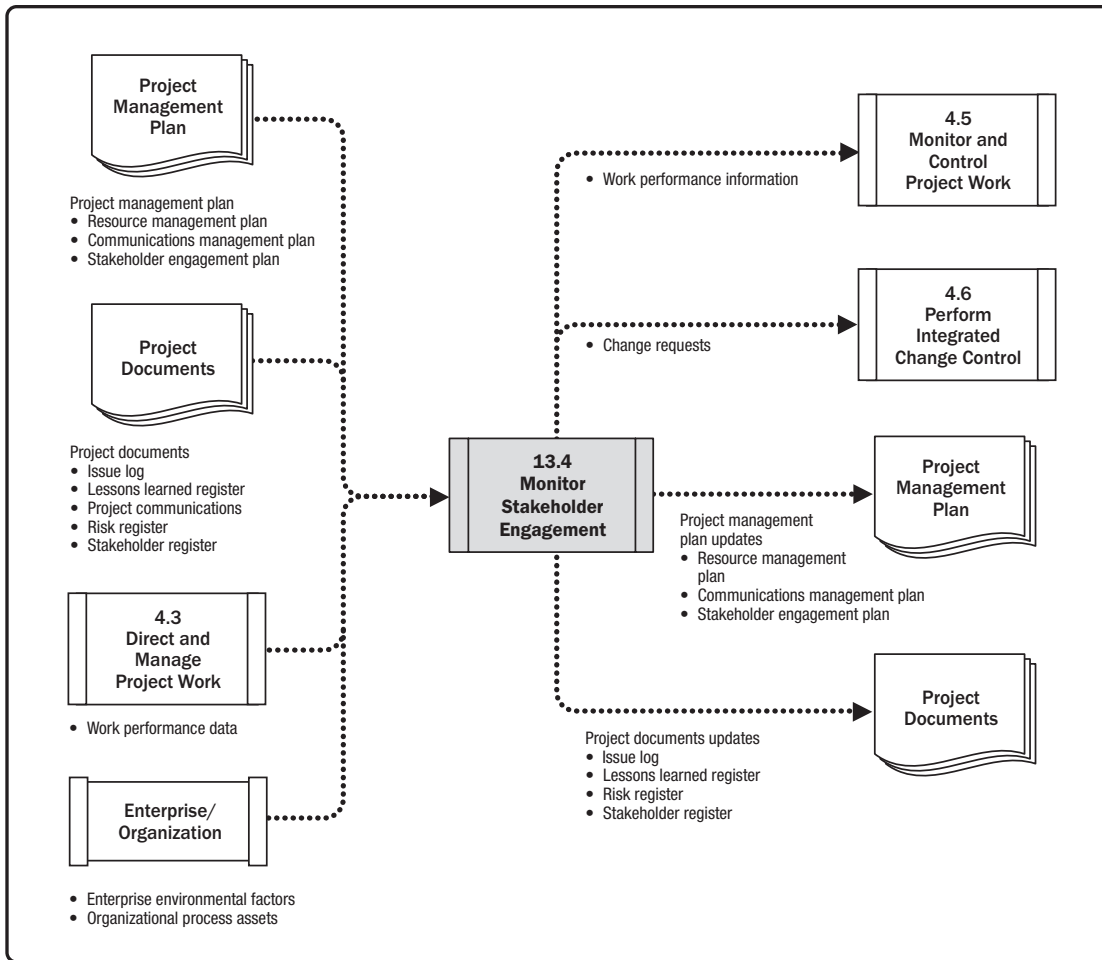 Project
Management
Plan
Project management plan
• Resource management plan
• Communications management plan
• Stakeholder engagement plan
Project
Documents
Project documents
• Issue log
• Lessons learned register
• Project communications
• Risk register
• Stakeholder register
4.3
Direct and
Manage
Project Work
• Work performance data
Enterprise/
Organization
• Enterprise environmental factors
• Organizational process assets
13.4
Monitor
Stakeholder
Engagement
• Work performance information
4.5
Monitor and
Control
Project Work
• Change requests
4.6
Perform
Integrated
Change Control
Project management
plan updates
• Resource management
plan
• Communications management plan
• Stakeholder engagement plan
Project
Management
Plan
Project documents updates
• Issue log
• Lessons learned register
• Risk register
• Stakeholder register
Project
Documents